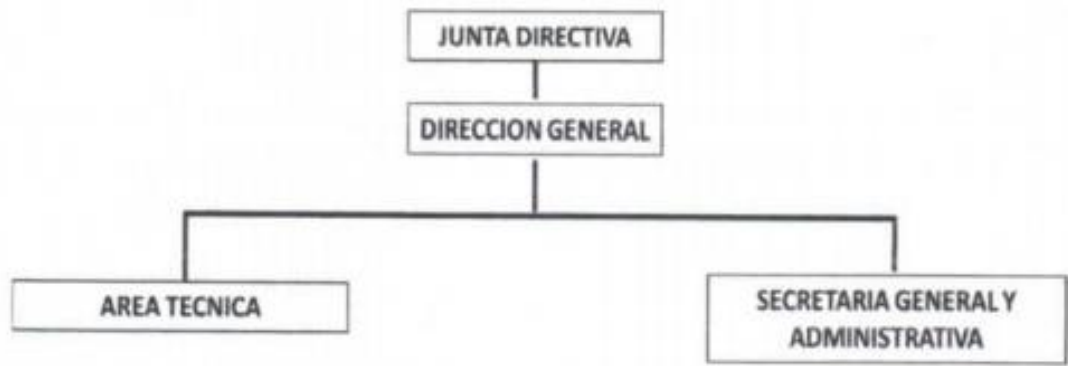 JUNTA DIRECTIVA
DIRECCION GENERAL
AREA TECNICA
SECRETARIA GENERAL Y
ADMINISTRATIVA